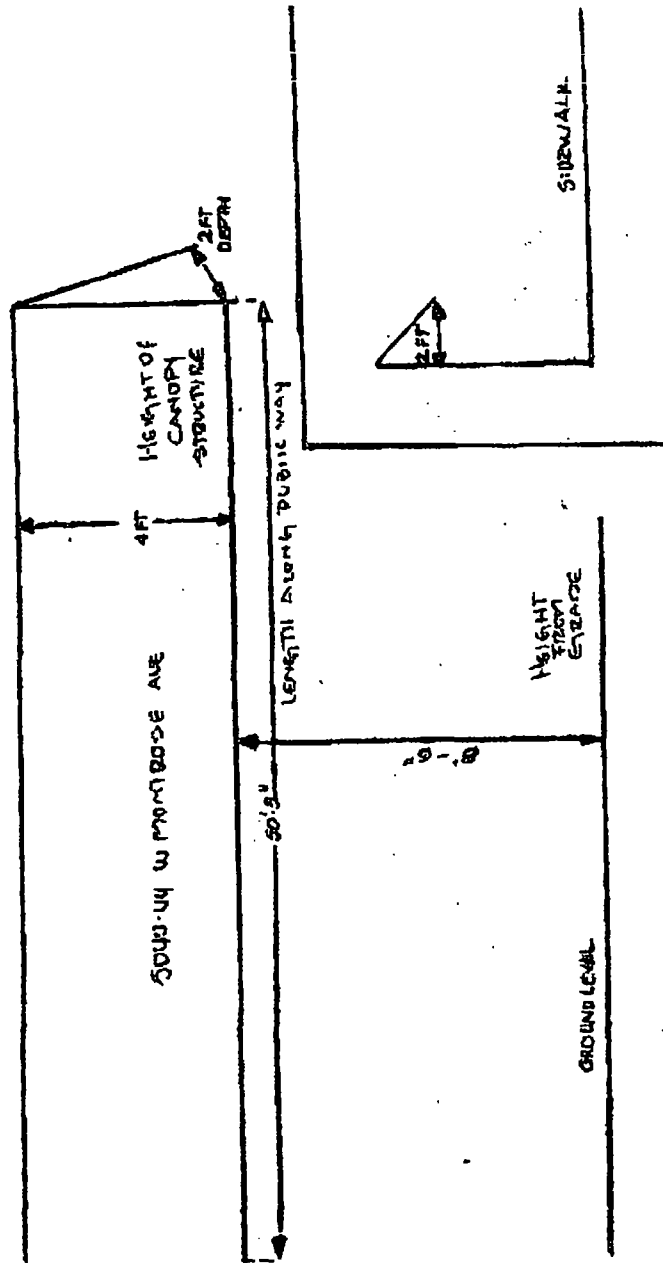 5040-44 W MONTROSE AVE
4FT
HEIGHT OF
CANOPY
STRUCTURE
2FT
DEPTH
50'5"
LENGTH ALONG PUBLIC WAY
8'-6"
HEIGHT
FROM
GRADE
GROUND LEVEL
2FT
SIDEWALK